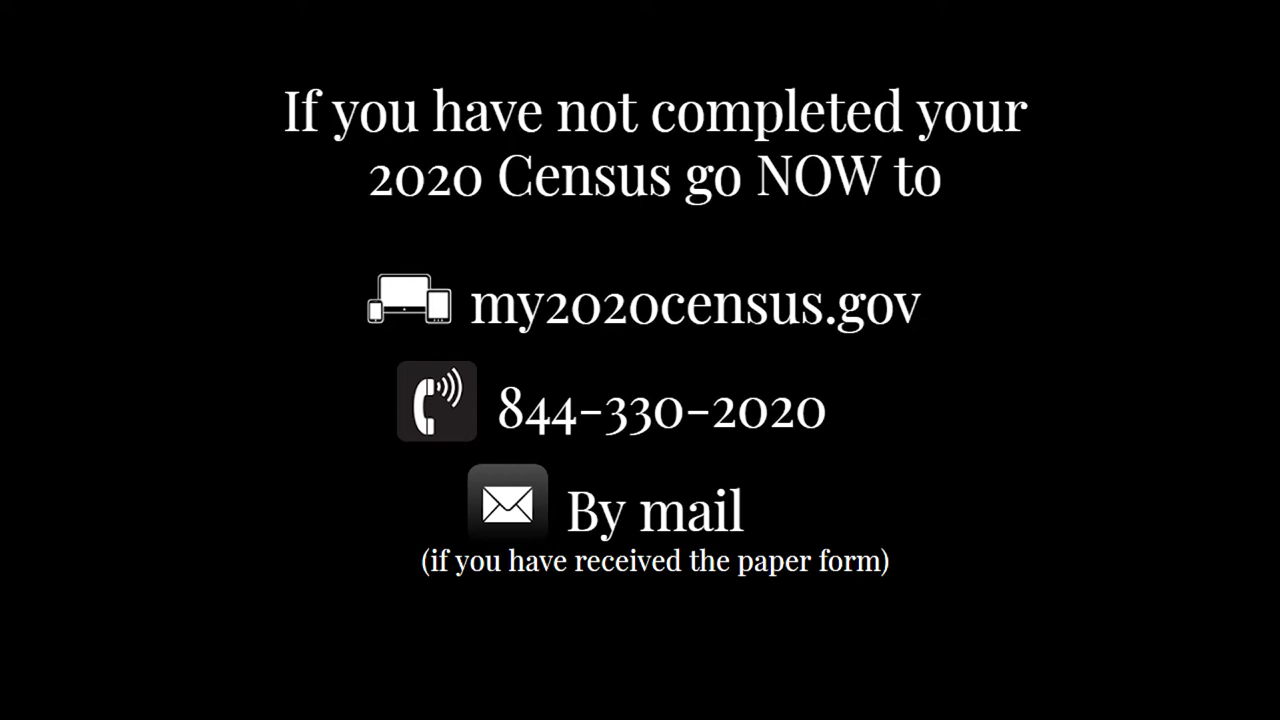 If you have not completed your
2020 Census go NOW to
my2020census.gov
844-330-2020
By mail
(if you have received the paper form)